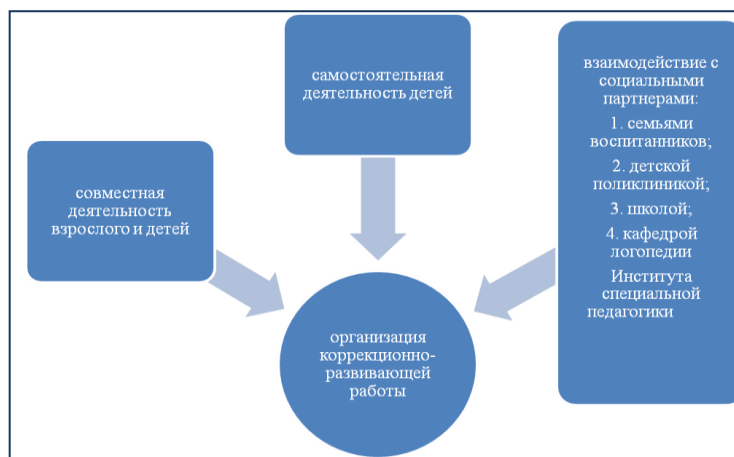 самостоятельная
деятельность детей
взаимодействие с
социальными
партнерами:
1. семьями
воспитанников;
2. детской
поликлиникой;
3. школой;
4. кафедрой
логопедии
Института
специальной
педагогики
совместная
деятельность
взрослого и детей
организация
коррекционно-
развивающей
работы